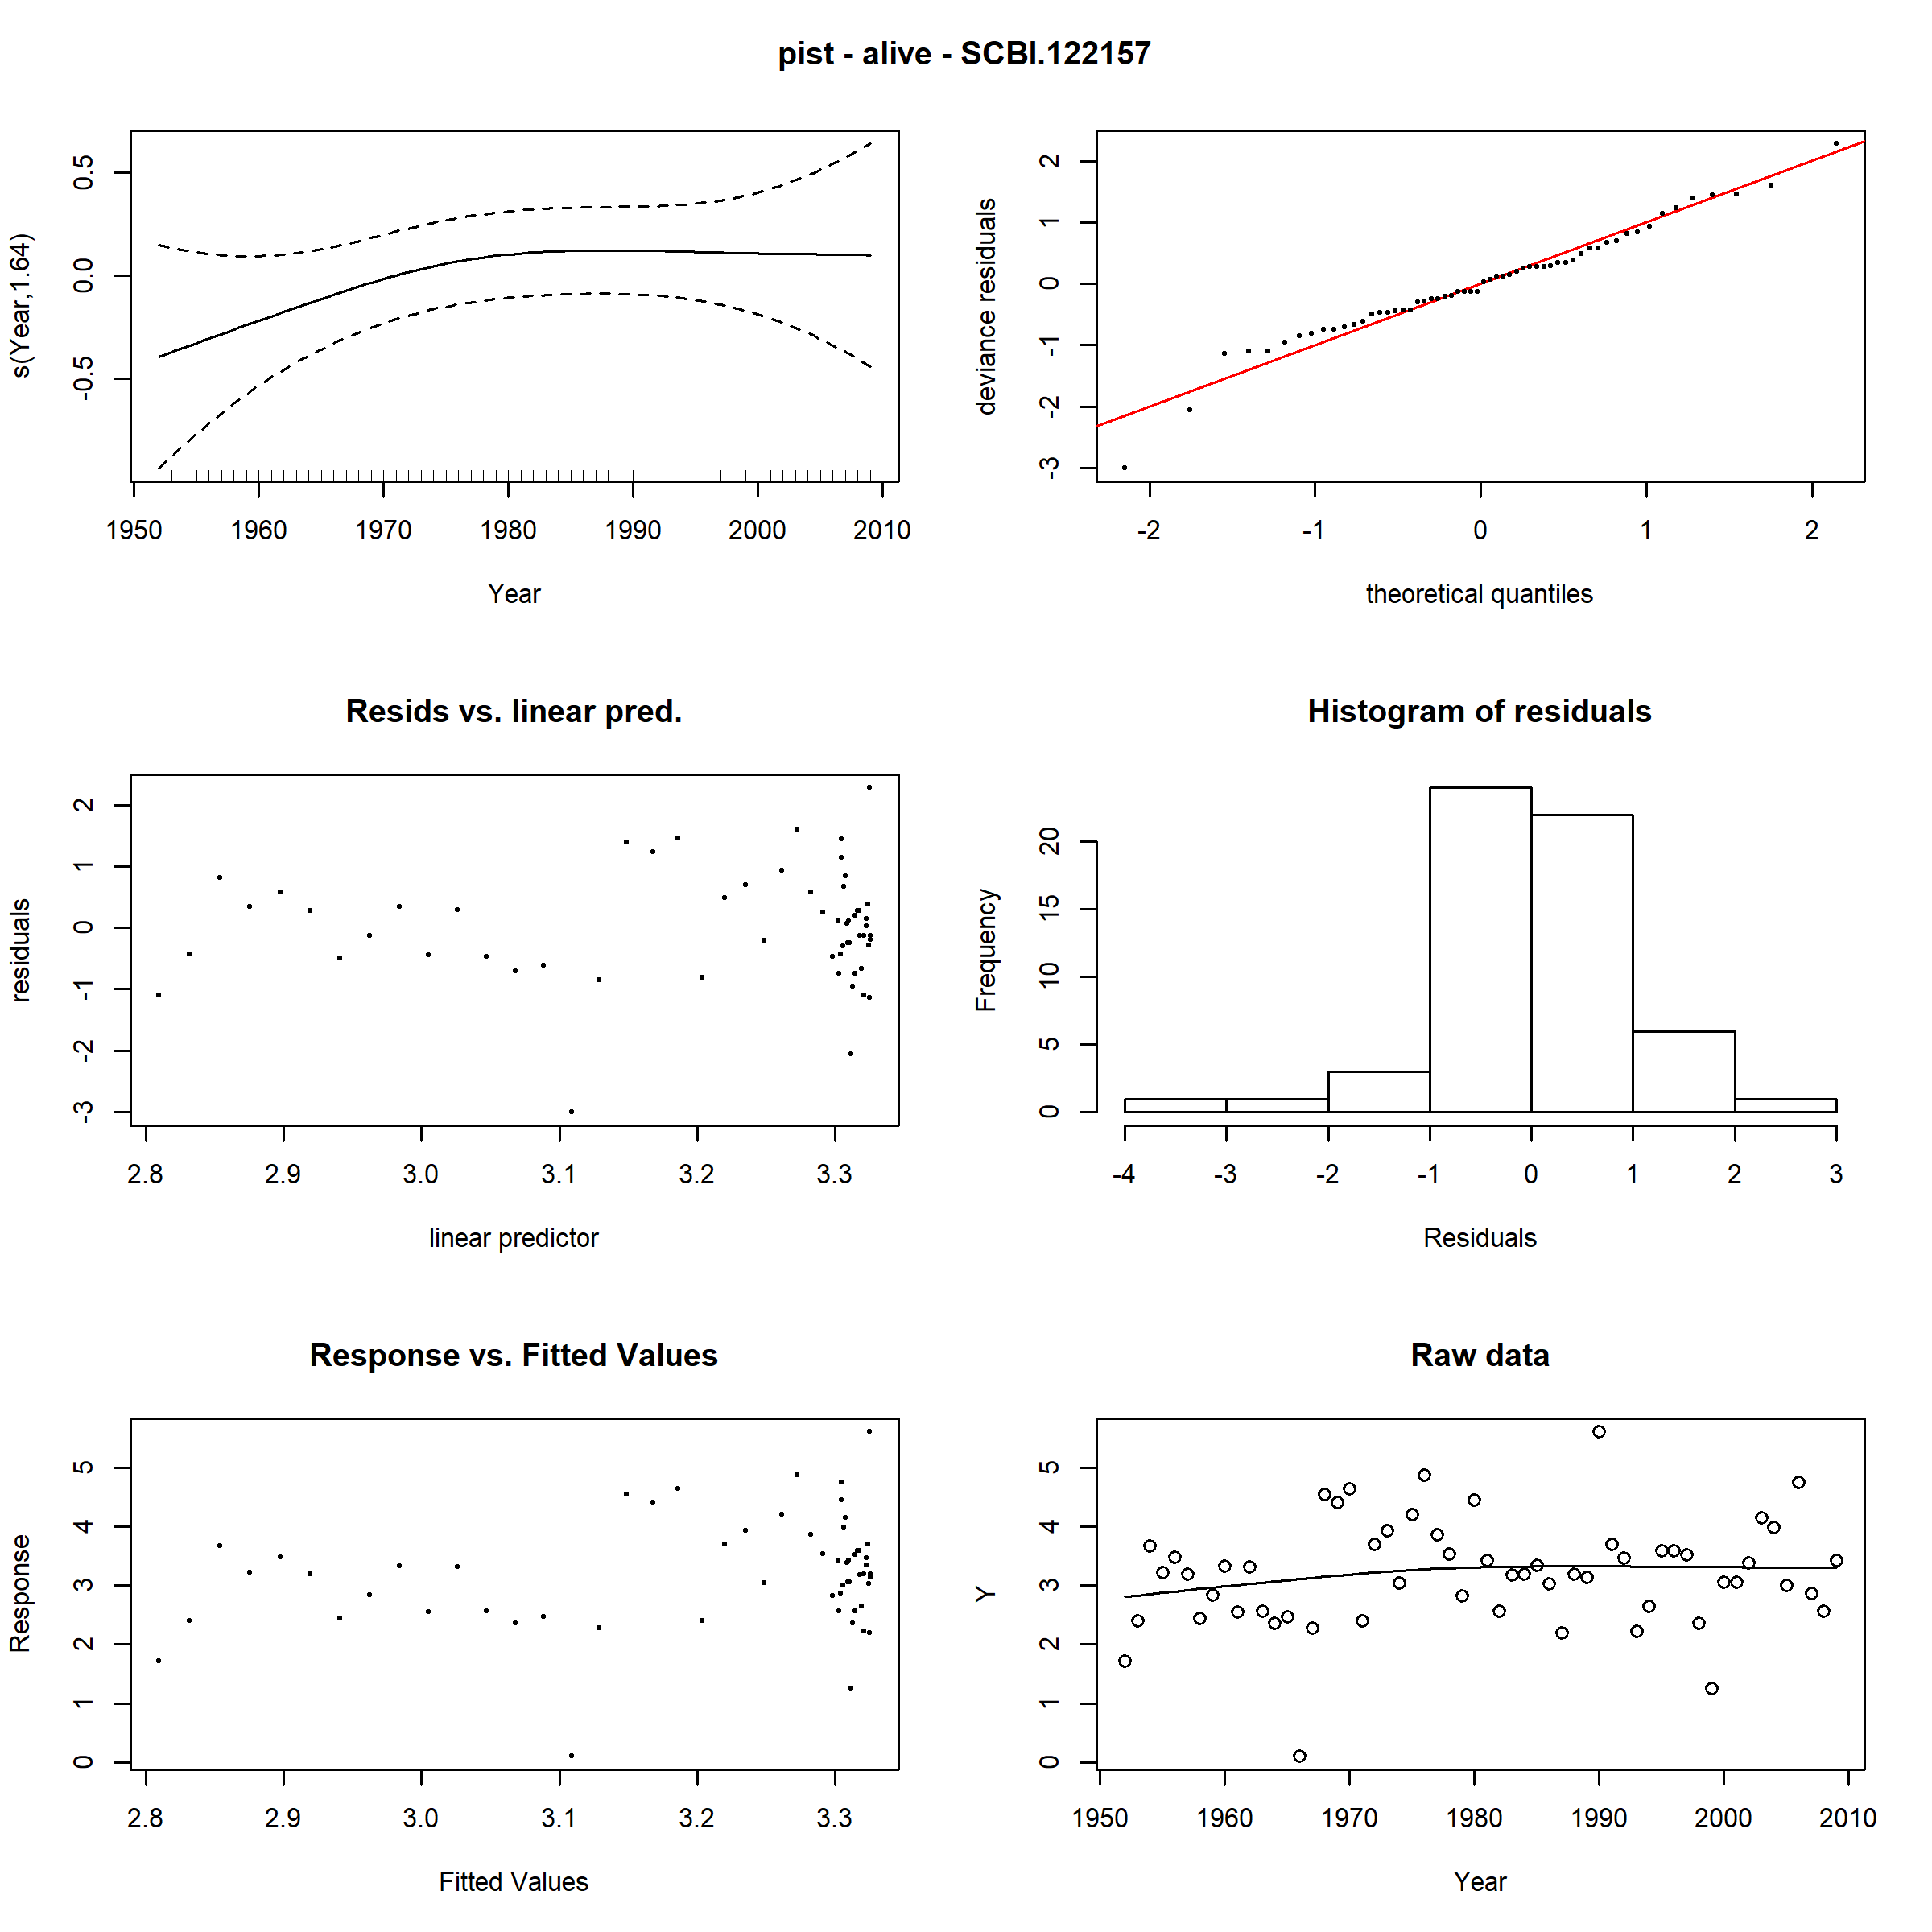 pist - alive - SCBI.122157
s(Year,1.64)
0.5
0.0
-0.5
1950 1960 1970 1980 1990 2000 2010
Year
deviance residuals
2
1
0
-1
-2
-3
-2 -1 0 1 2
theoretical quantiles
Resids vs. linear pred.
residuals
2
1
0
-1
-2
-3
2.8 2.9 3.0 3.1 3.2 3.3
linear predictor
Histogram of residuals
Frequency
20
15
10
5
0
-4 -3 -2 -1 0 1 2 3
Residuals
Response vs. Fitted Values
Response
5
4
3
2
1
0
2.8 2.9 3.0 3.1 3.2 3.3
Fitted Values
Raw data
Y
5
4
3
2
1
0
1950 1960 1970 1980 1990 2000 2010
Year